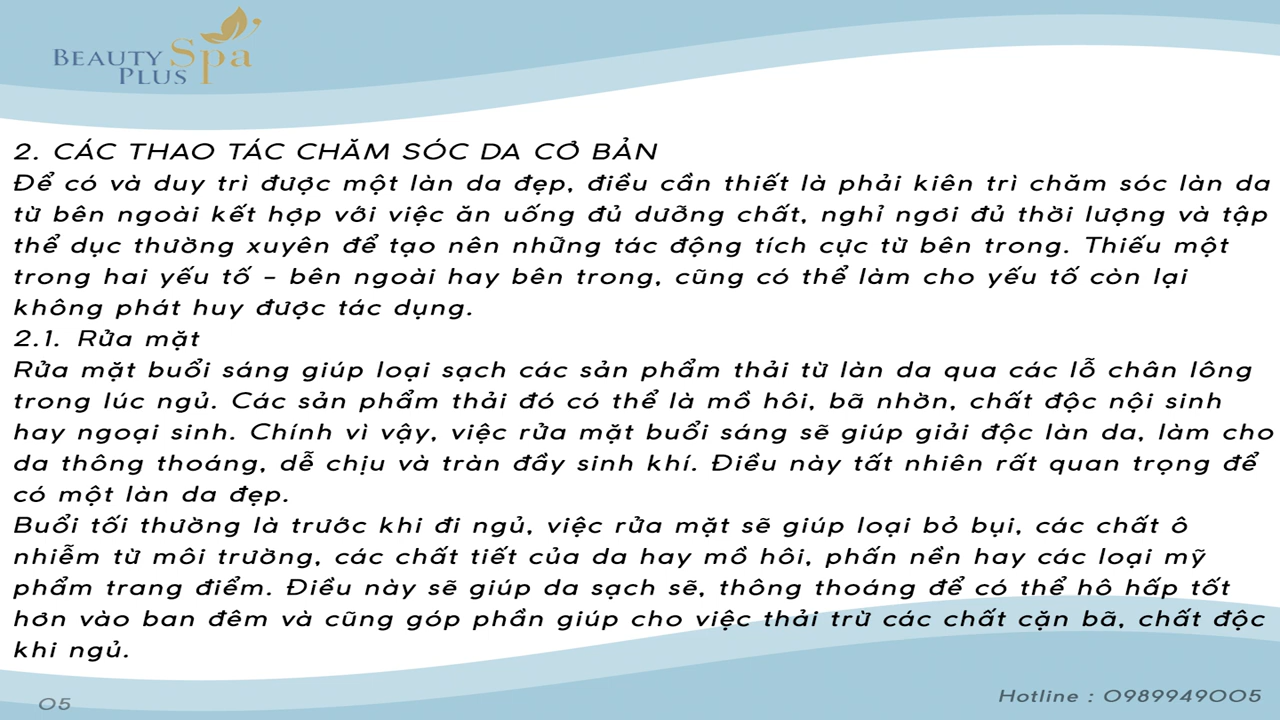 BEAUTY Spa
PLUS
2. CÁC THAO TÁC CHĂM SÓC DA CƠ BẢN
Để có và duy trì được một làn da đẹp, điều cần thiết là phải kiên trì chăm sóc làn da
từ bên ngoài kết hợp với việc ăn uống đủ dưỡng chất, nghỉ ngơi đủ thời lượng và tập
thể dục thường xuyên để tạo nên những tác động tích cực từ bên trong. Thiếu một
trong hai yếu tố – bên ngoài hay bên trong, cũng có thể làm cho yếu tố còn lại
không phát huy được tác dụng.
2.1. Rửa mặt
Rửa mặt buổi sáng giúp loại sạch các sản phẩm thải từ làn da qua các lỗ chân lông
trong lúc ngủ. Các sản phẩm thải đó có thể là mồ hôi, bã nhờn, chất độc nội sinh
hay ngoại sinh. Chính vì vậy, việc rửa mặt buổi sáng sẽ giúp giải độc làn da, làm cho
da thông thoáng, dễ chịu và tràn đầy sinh khí. Điều này tất nhiên rất quan trọng để
có một làn da đẹp.
Buổi tối thường là trước khi đi ngủ, việc rửa mặt sẽ giúp loại bỏ bụi, các chất ô
nhiễm từ môi trường, các chất tiết của da hay mồ hôi, phấn nền hay các loại mỹ
phẩm trang điểm. Điều này sẽ giúp da sạch sẽ, thông thoáng để có thể hô hấp tốt
hơn vào ban đêm và cũng góp phần giúp cho việc thải trừ các chất cặn bã, chất độc
khi ngủ.
05
Hotline : 0989949005